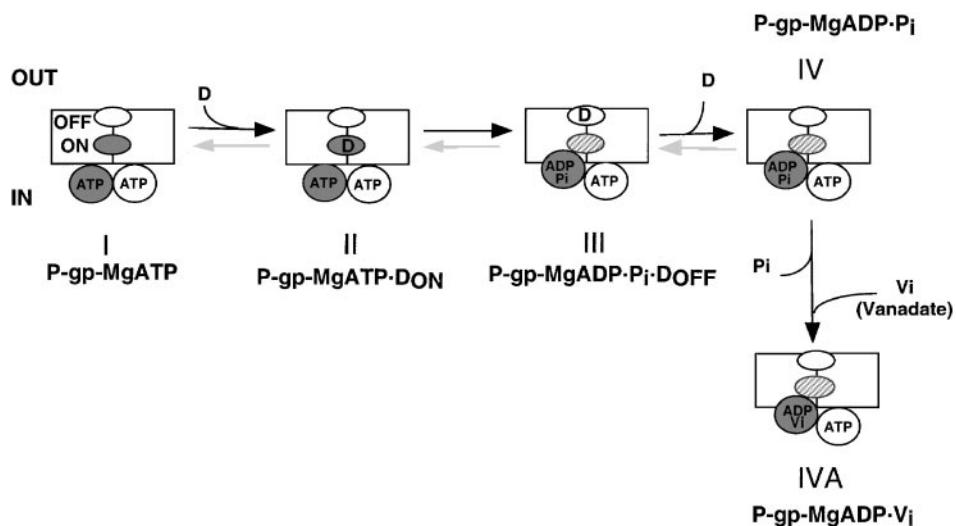 P-gp-MgADP·Pi
IV
OUT
D
D
OFF
D
ON
D
ATP
ATP
ATP
ATP
ADP
Pi
ATP
ADP
Pi
ATP
IN
I
P-gp-MgATP
II
P-gp-MgATP·DON
III
P-gp-MgADP·Pi·DOFF
Pi
Vi
(Vanadate)
ADP
Vi
ATP
IVA
P-gp-MgADP·Vi